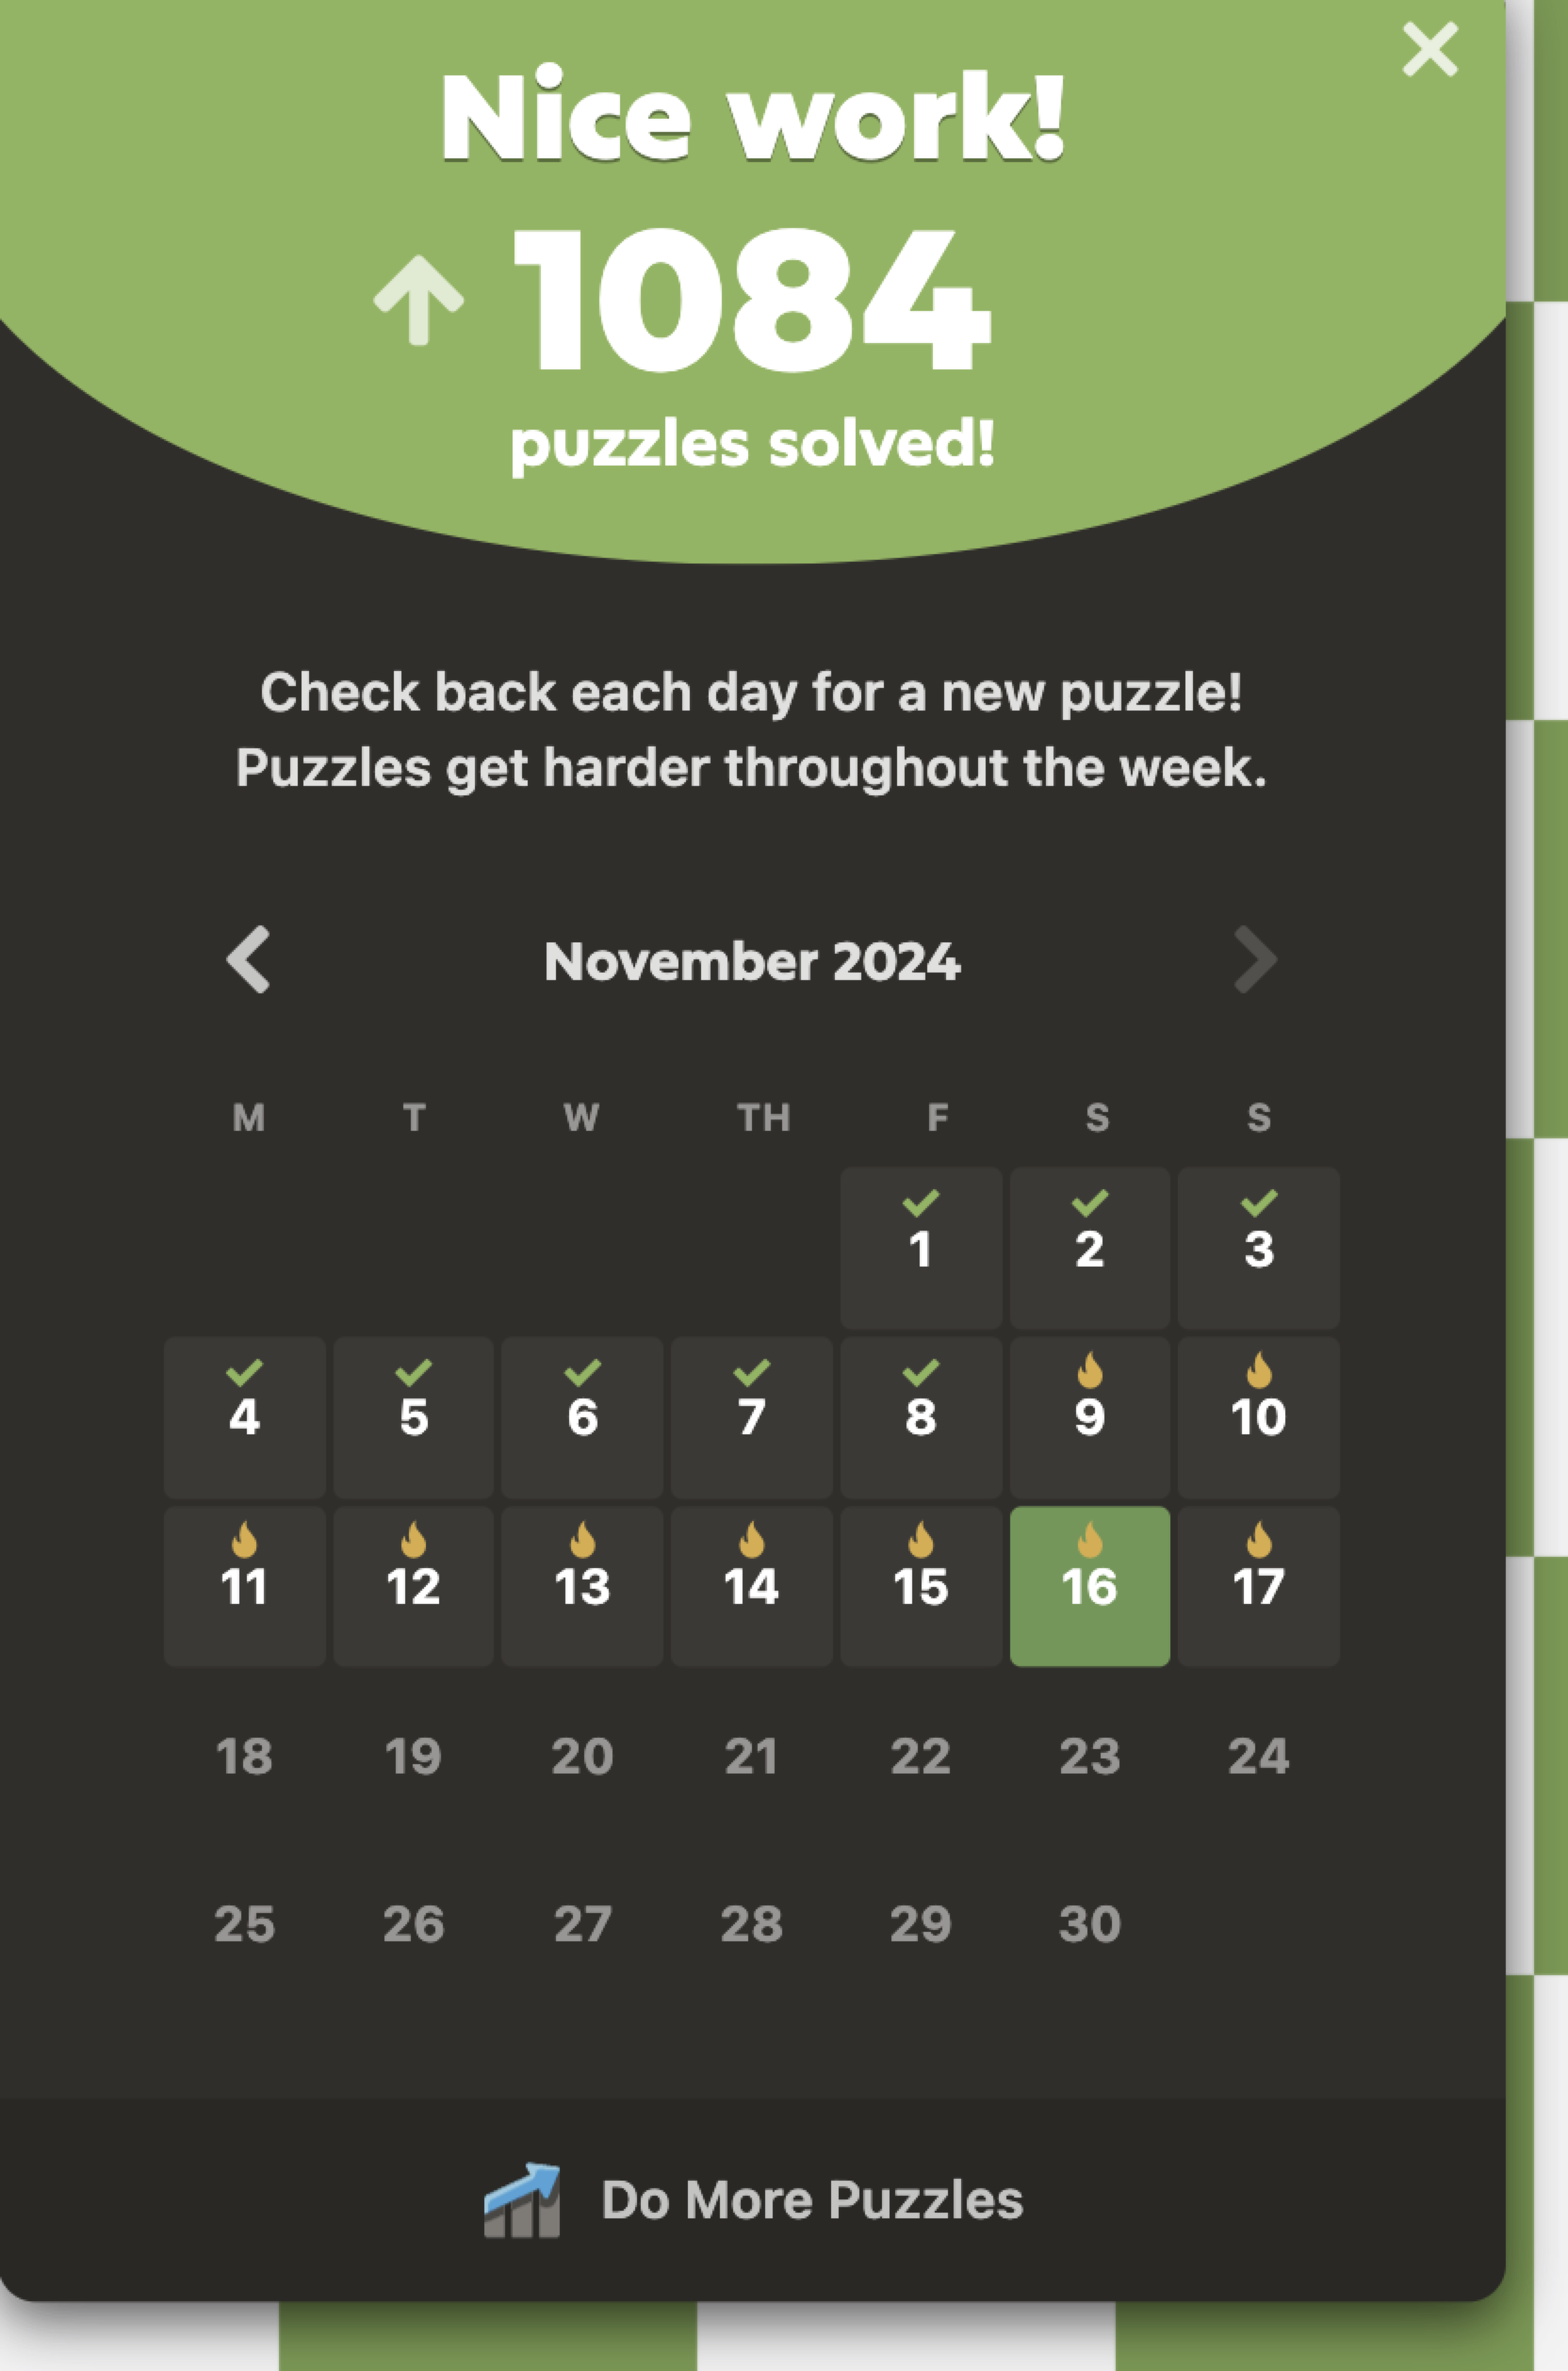 Nice work!
1084
puzzles solved!
Check back each day for a new puzzle!
Puzzles get harder throughout the week.
November 2024
M T W TH F S S
1 2 3
4 5 6 7 8 9 10
11 12 13 14 15 16 17
18 19 20 21 22 23 24
25 26 27 28 29 30
Do More Puzzles